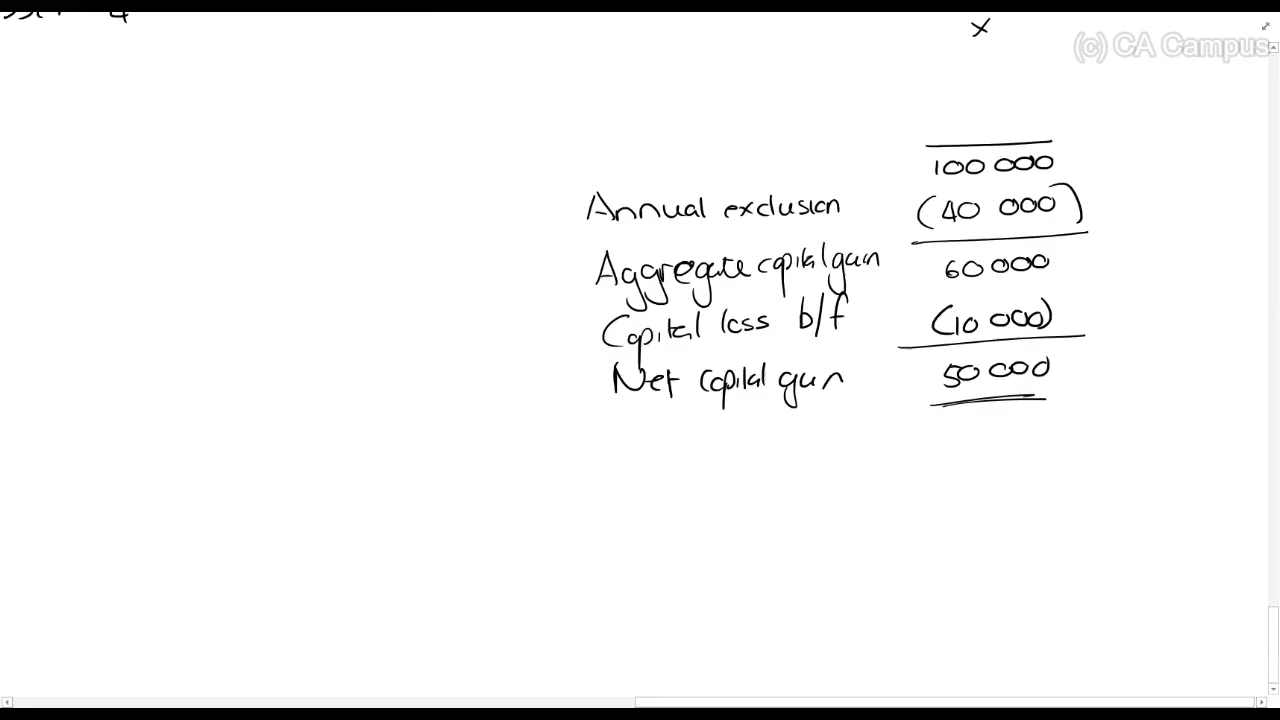 4
x
(c) CA Campus
100 000
Annual exclusion (40 000)
Aggregate capital gain 60 000
Capital loss b/f (10 000)
Net capital gain 50 000